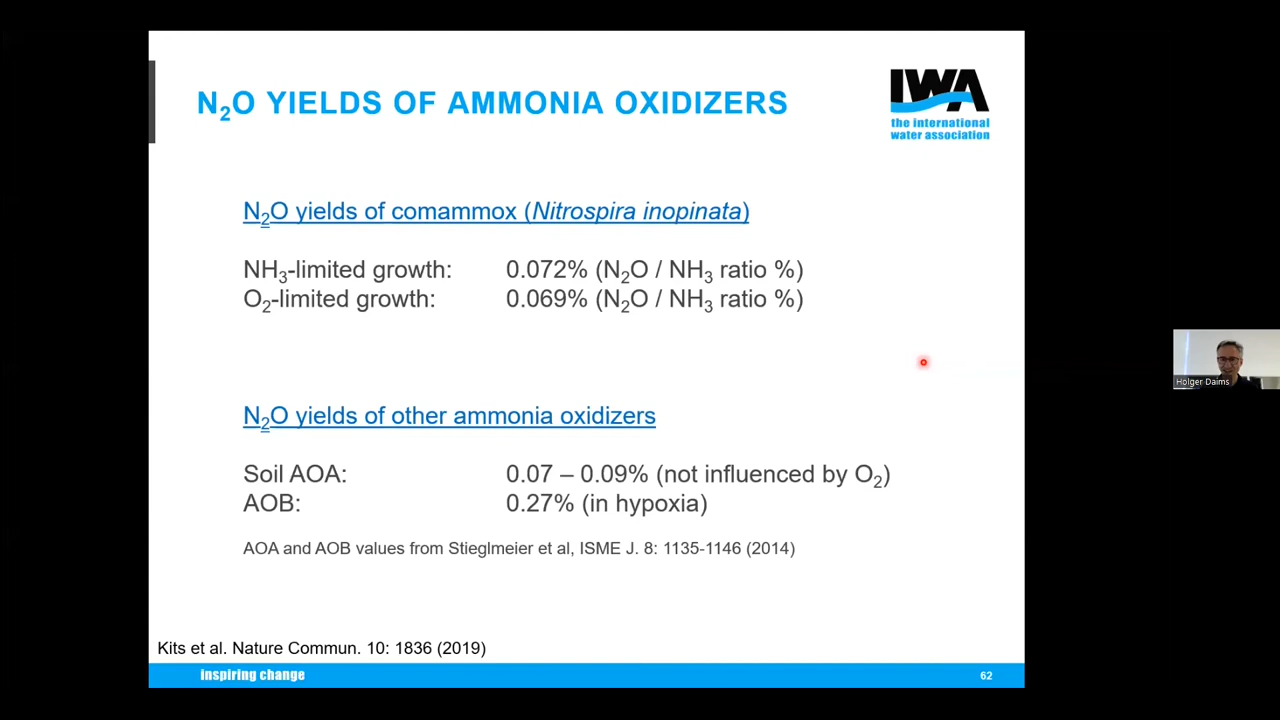 N2O YIELDS OF AMMONIA OXIDIZERS
IWA
the international
water association
N2O yields of comammox (Nitrospira inopinata)
NH3-limited growth: 0.072% (N2O / NH3 ratio %)
O2-limited growth: 0.069% (N2O / NH3 ratio %)
N2O yields of other ammonia oxidizers
Soil AOA: 0.07 – 0.09% (not influenced by O2)
AOB: 0.27% (in hypoxia)
AOA and AOB values from Stieglmeier et al, ISME J. 8: 1135-1146 (2014)
Kits et al. Nature Commun. 10: 1836 (2019)
inspiring change
62
Holger Daims